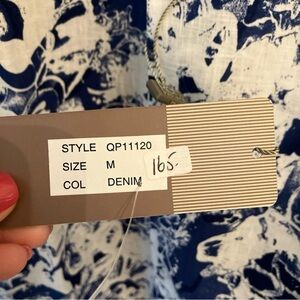 STYLE QP11120
SIZE M
COL DENIM
165-